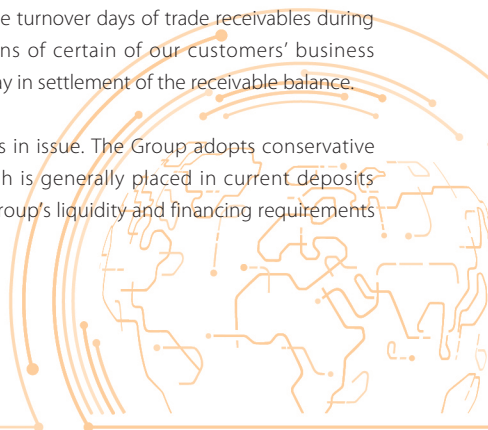 e turnover days of trade receivables during
ns of certain of our customers’ business
y in settlement of the receivable balance.
s in issue. The Group adopts conservative
h is generally placed in current deposits
roup’s liquidity and financing requirements